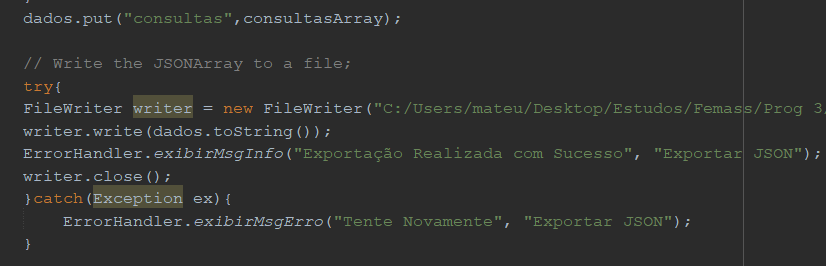 dados.put("consultas",consultasArray);
// Write the JSONArray to a file;
try{
FileWriter writer = new FileWriter("C:/Users/mateu/Desktop/Estudos/Femass/Prog 3/
writer.write(dados.toString());
ErrorHandler.exibirMsgInfo("Exportação Realizada com Sucesso", "Exportar JSON");
writer.close();
}catch(Exception ex){
ErrorHandler.exibirMsgErro("Tente Novamente", "Exportar JSON");
}